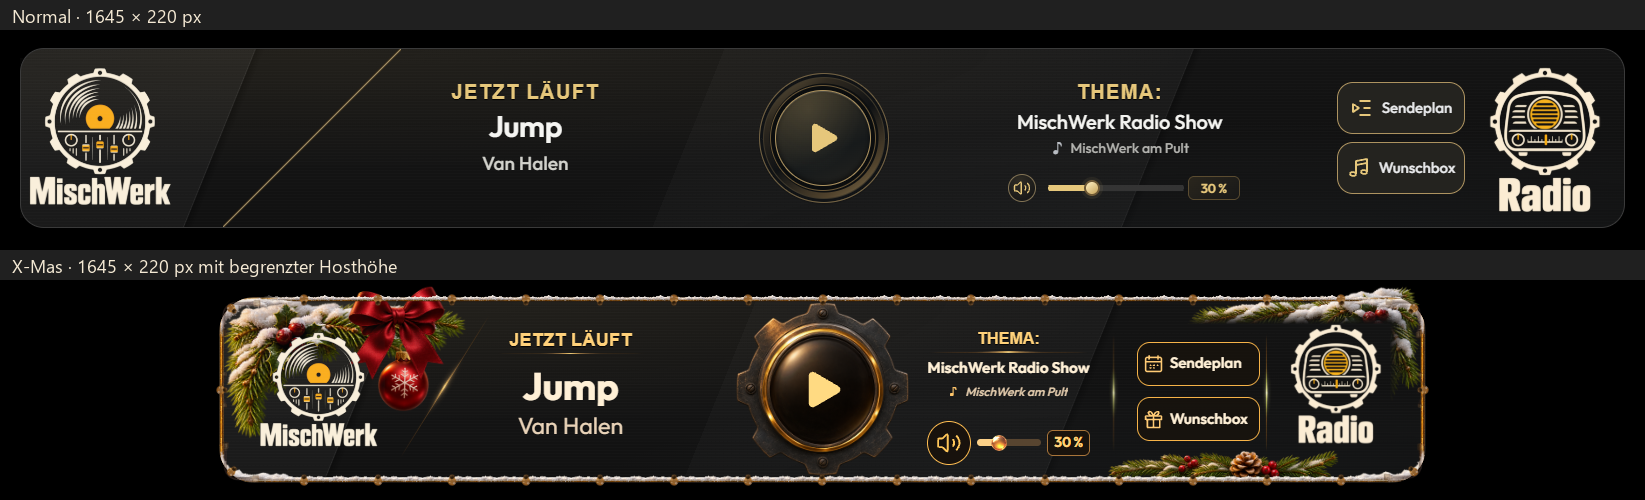 Normal · 1645 × 220 px
MischWerk
JETZT LÄUFT
Jump
Van Halen
THEMA:
MischWerk Radio Show
MischWerk am Pult
30 %
Sendeplan
Wunschbox
Radio
X-Mas · 1645 × 220 px mit begrenzter Hosthöhe
MischWerk
JETZT LÄUFT
Jump
Van Halen
THEMA:
MischWerk Radio Show
MischWerk am Pult
30 %
Sendeplan
Wunschbox
Radio